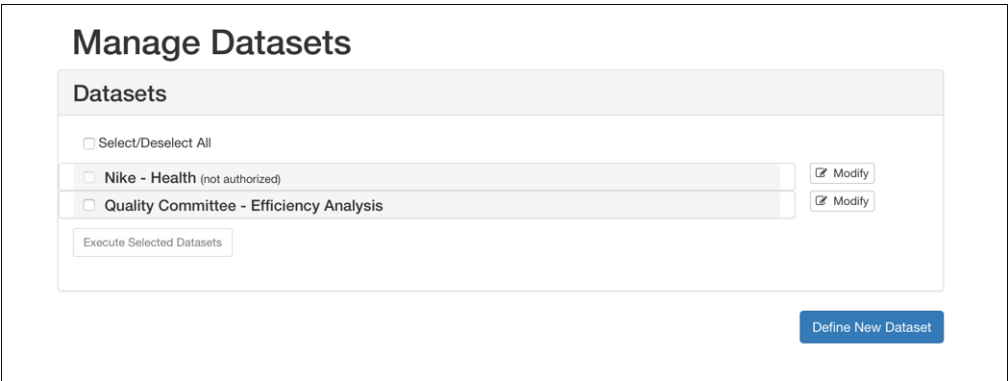 Manage Datasets
Datasets
Select/Deselect All
Nike - Health (not authorized)
Modify
Quality Committee - Efficiency Analysis
Modify
Execute Selected Datasets
Define New Dataset